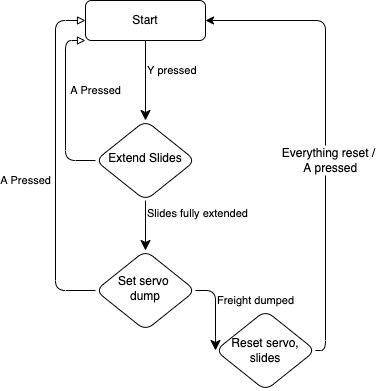 Start
Y pressed
A Pressed
Extend Slides
Everything reset /
A pressed
A Pressed
Slides fully extended
Set servo
dump
Freight dumped
Reset servo,
slides